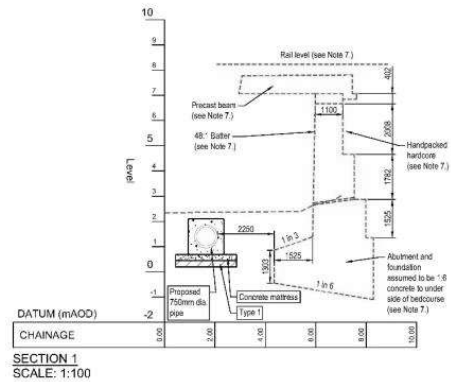 10
9
8
7
6
5
4
3
2
1
0
-1
-2
Level
Rail level (see Note 7.)
402
Precast beam
(see Note 7.)
1100
2008
48:1 Batter
(see Note 7.)
Handpacked
hardcore
(see Note 7.)
1782
1525
2250
1 in 3
1525
1303
1 in 6
Abutment and
foundation
assumed to be 1:6
concrete to under
side of bedcourse
(see Note 7.)
Proposed
750mm dia.
pipe
Concrete mattress
Type 1
DATUM (mAOD)
CHAINAGE
0.00
2.00
4.00
6.00
8.00
10.00
SECTION 1
SCALE: 1:100